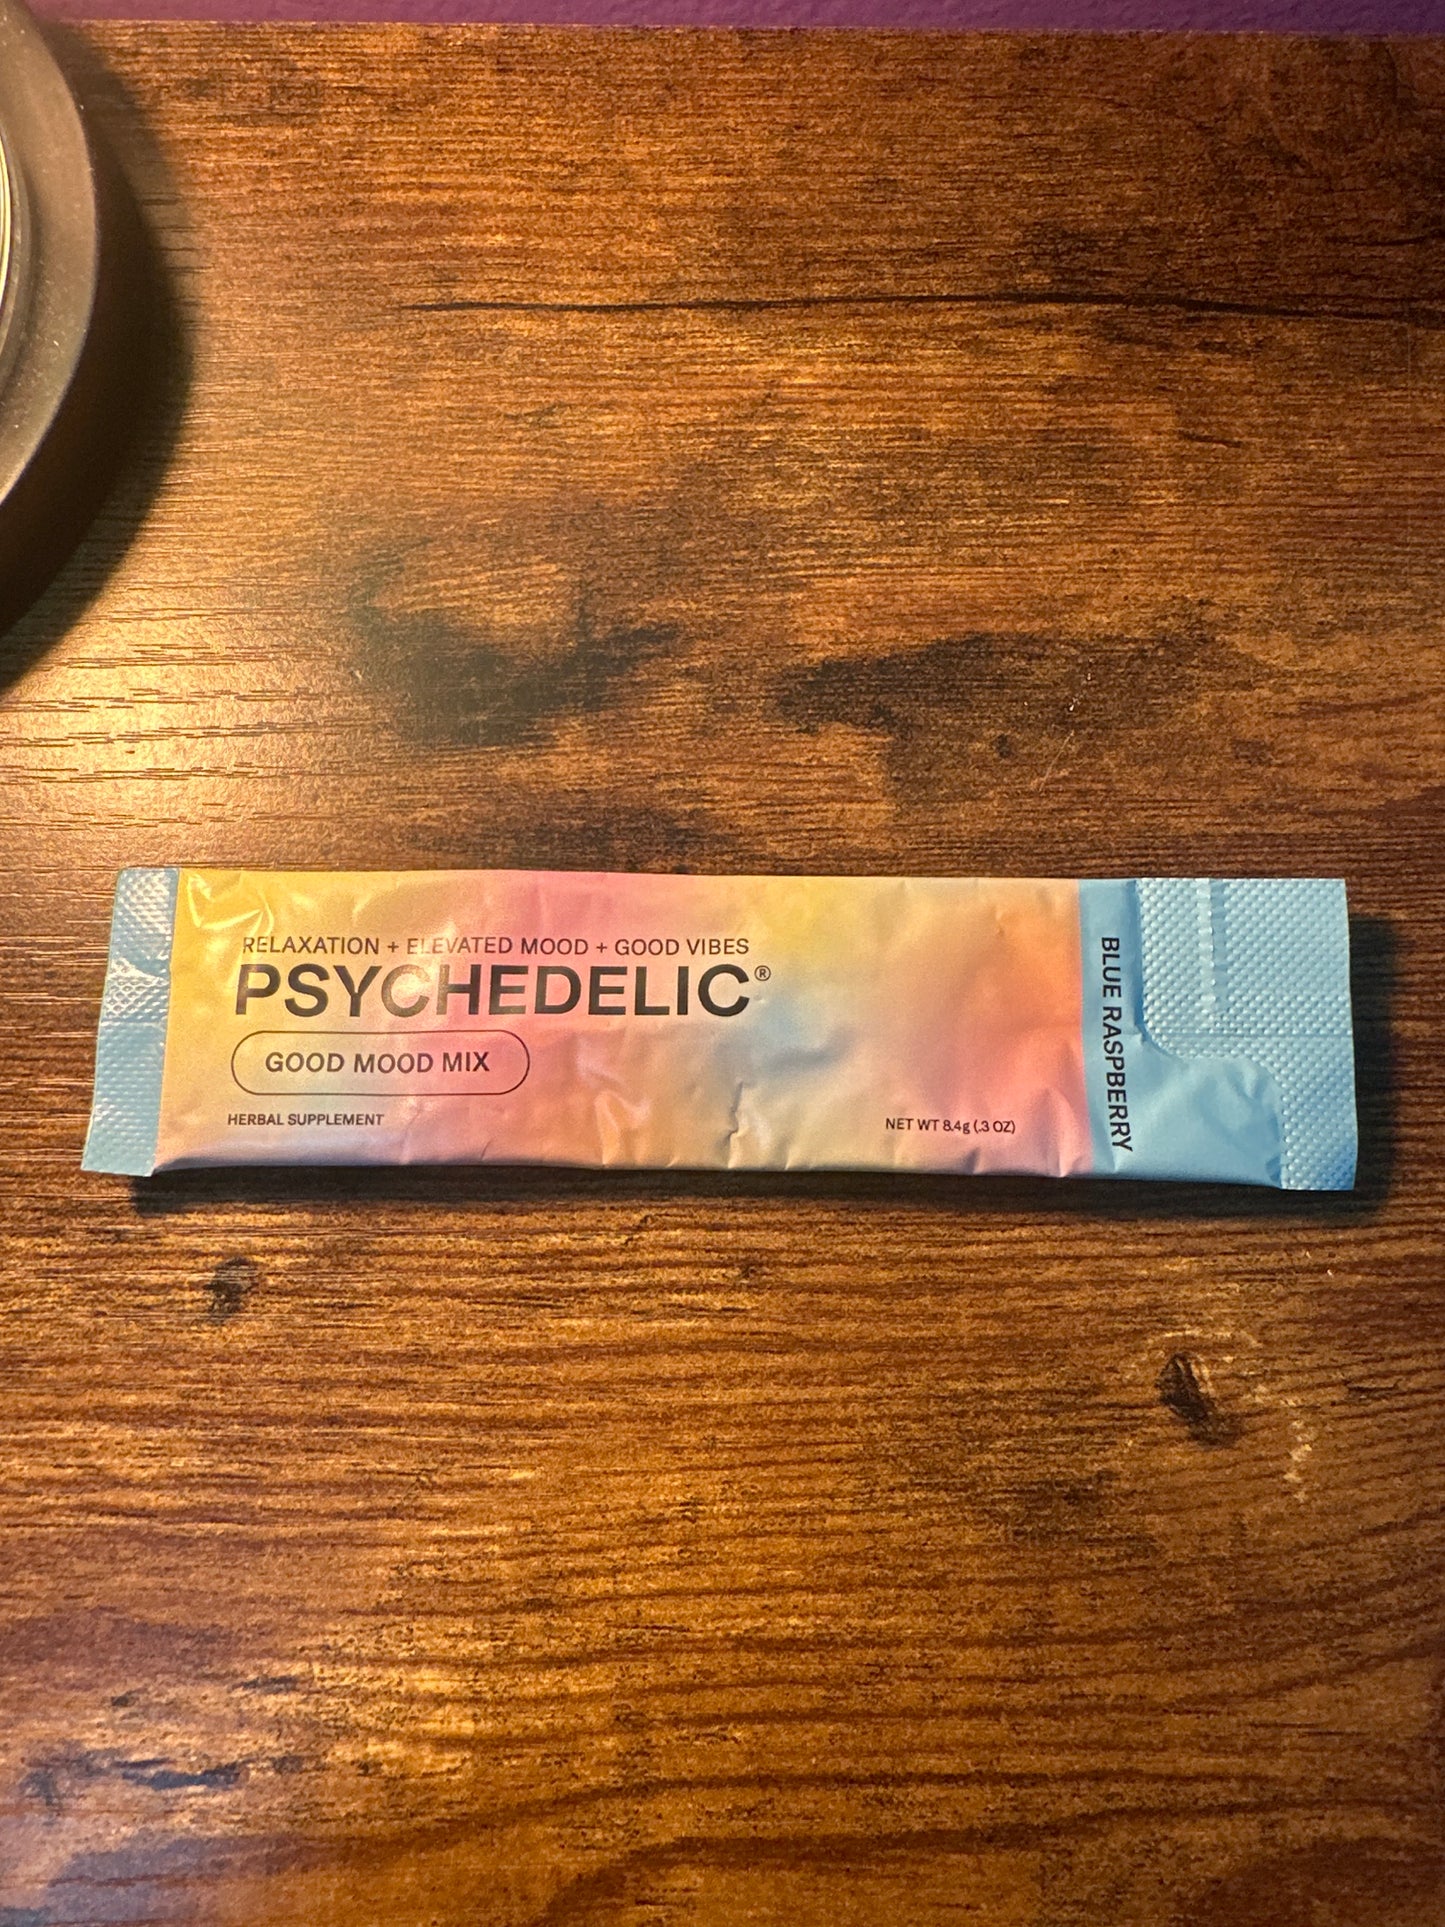 RELAXATION + ELEVATED MOOD + GOOD VIBES
PSYCHEDELIC®
GOOD MOOD MIX
HERBAL SUPPLEMENT
NET WT 8.4g (.3 OZ)
BLUE RASPBERRY